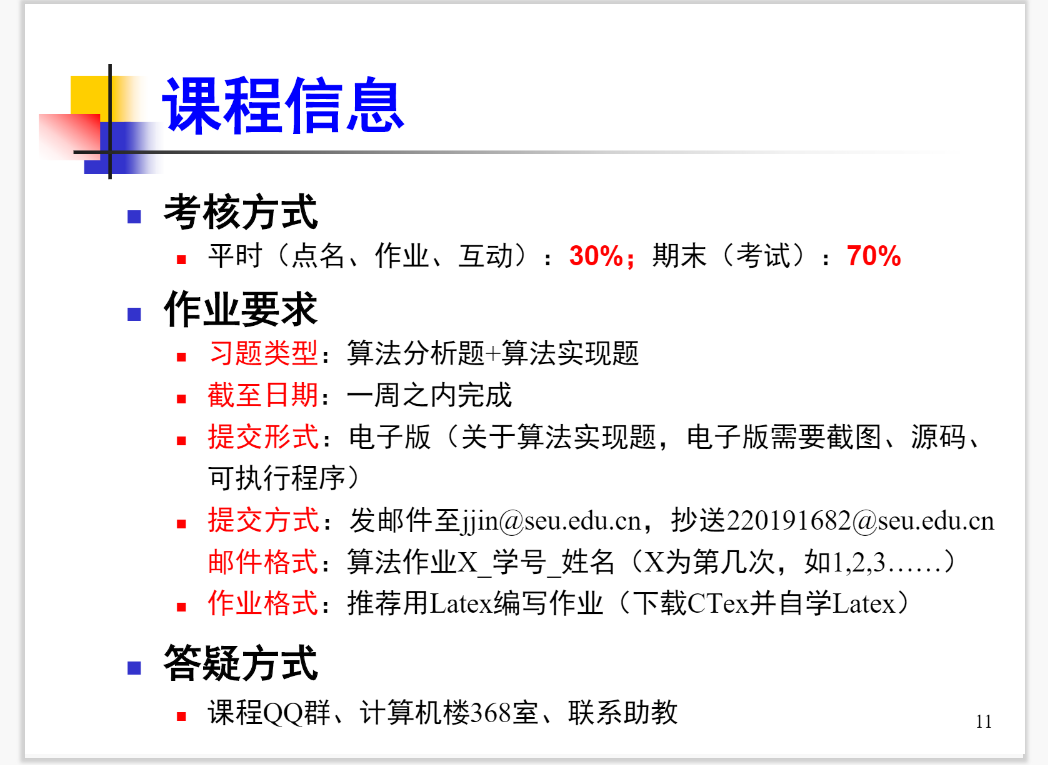 课程信息
考核方式
平时（点名、作业、互动）：30%；期末（考试）：70%
作业要求
习题类型：算法分析题+算法实现题
截至日期：一周之内完成
提交形式：电子版（关于算法实现题，电子版需要截图、源码、
可执行程序）
提交方式：发邮件至jjin@seu.edu.cn，抄送220191682@seu.edu.cn
邮件格式：算法作业X_学号_姓名（X为第几次，如1,2,3……）
作业格式：推荐用Latex编写作业（下载CTex并自学Latex）
答疑方式
课程QQ群、计算机楼368室、联系助教
11